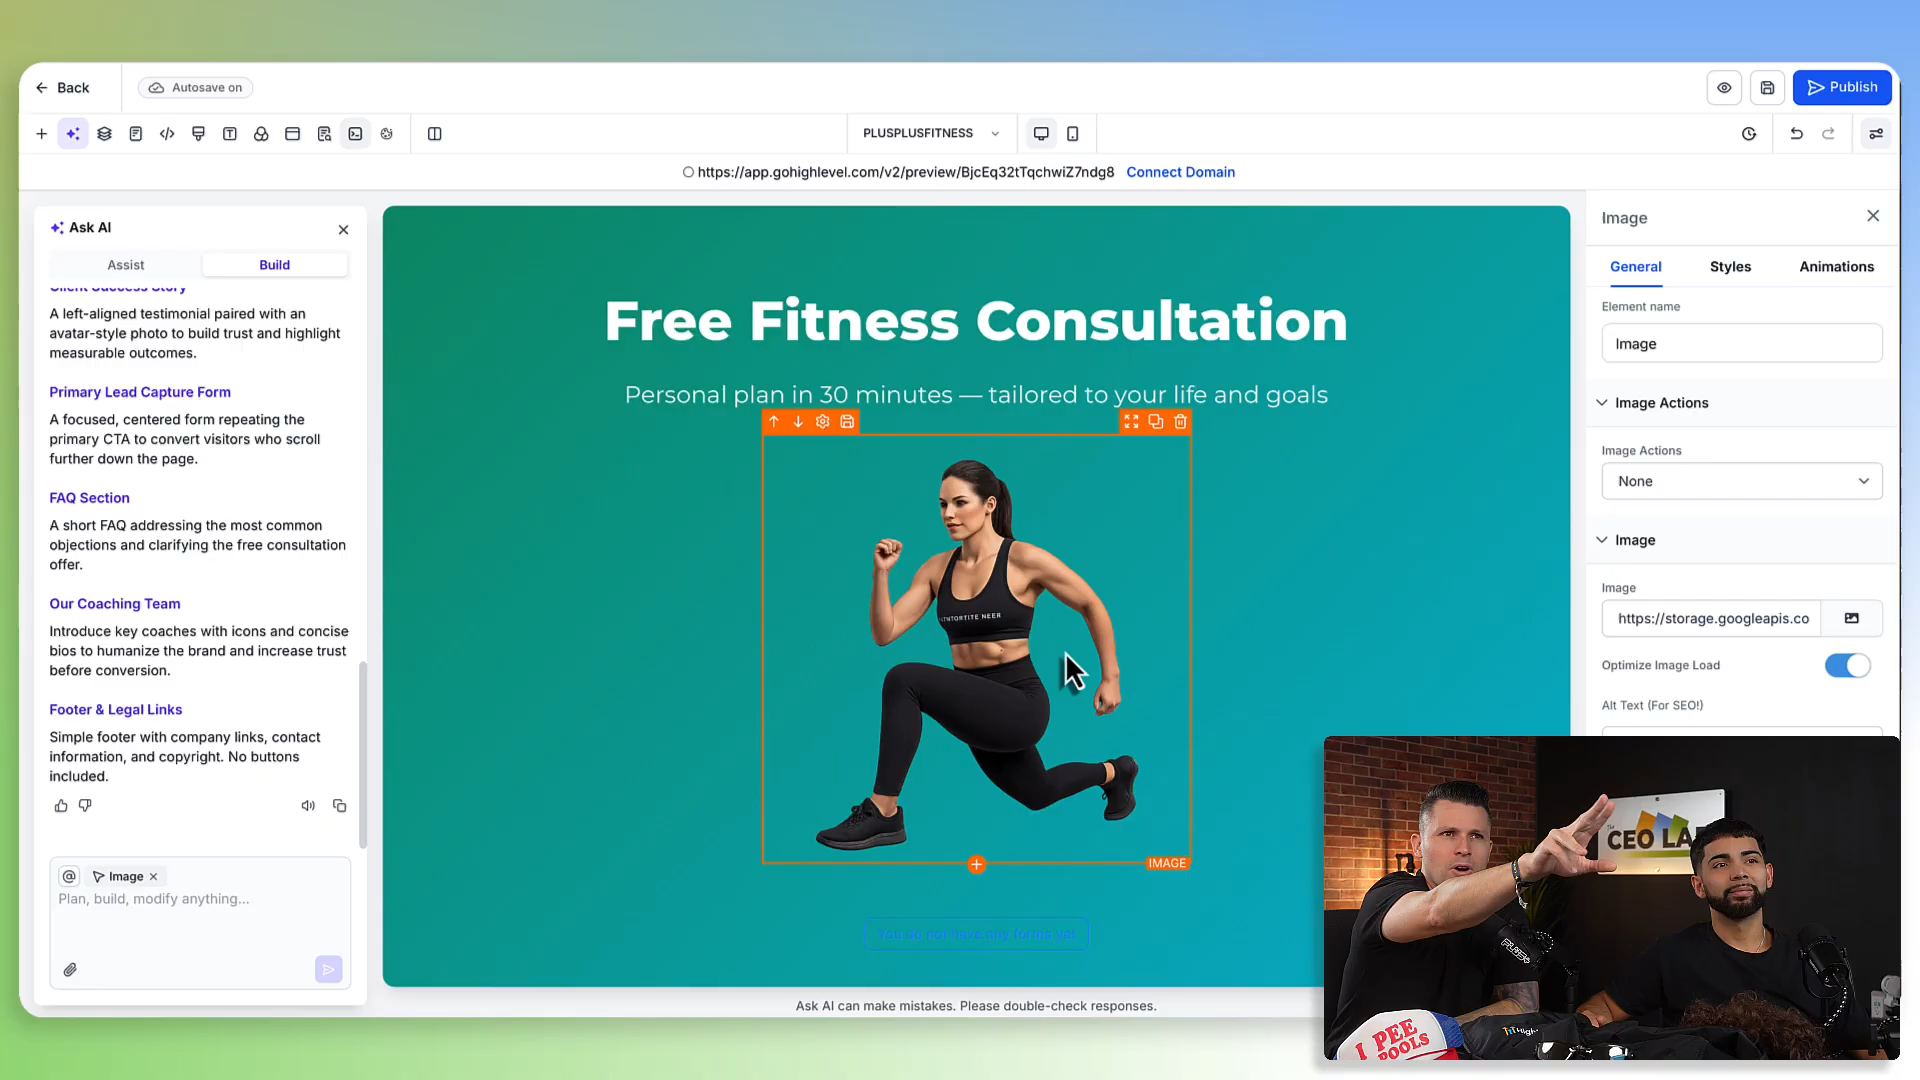 Back
Autosave on
Publish
PLUSPLUSFITNESS
https://app.gohighlevel.com/v2/preview/BjcEq32tTqchwiZ7ndg8 Connect Domain
Ask AI
Assist
Build
Client Success Story
A left-aligned testimonial paired with an
avatar-style photo to build trust and highlight
measurable outcomes.
Primary Lead Capture Form
A focused, centered form repeating the
primary CTA to convert visitors who scroll
further down the page.
FAQ Section
A short FAQ addressing the most common
objections and clarifying the free consultation
offer.
Our Coaching Team
Introduce key coaches with icons and concise
bios to humanize the brand and increase trust
before conversion.
Footer & Legal Links
Simple footer with company links, contact
information, and copyright. No buttons
included.
@ Image
Plan, build, modify anything...
Free Fitness Consultation
Personal plan in 30 minutes — tailored to your life and goals
IMAGE
You do not have any forms yet
Ask AI can make mistakes. Please double-check responses.
Image
General
Styles
Animations
Element name
Image
Image Actions
Image Actions
None
Image
Image
https://storage.googleapis.co
Optimize Image Load
Alt Text (For SEO!)
CEO LA
I PEE
POOLS